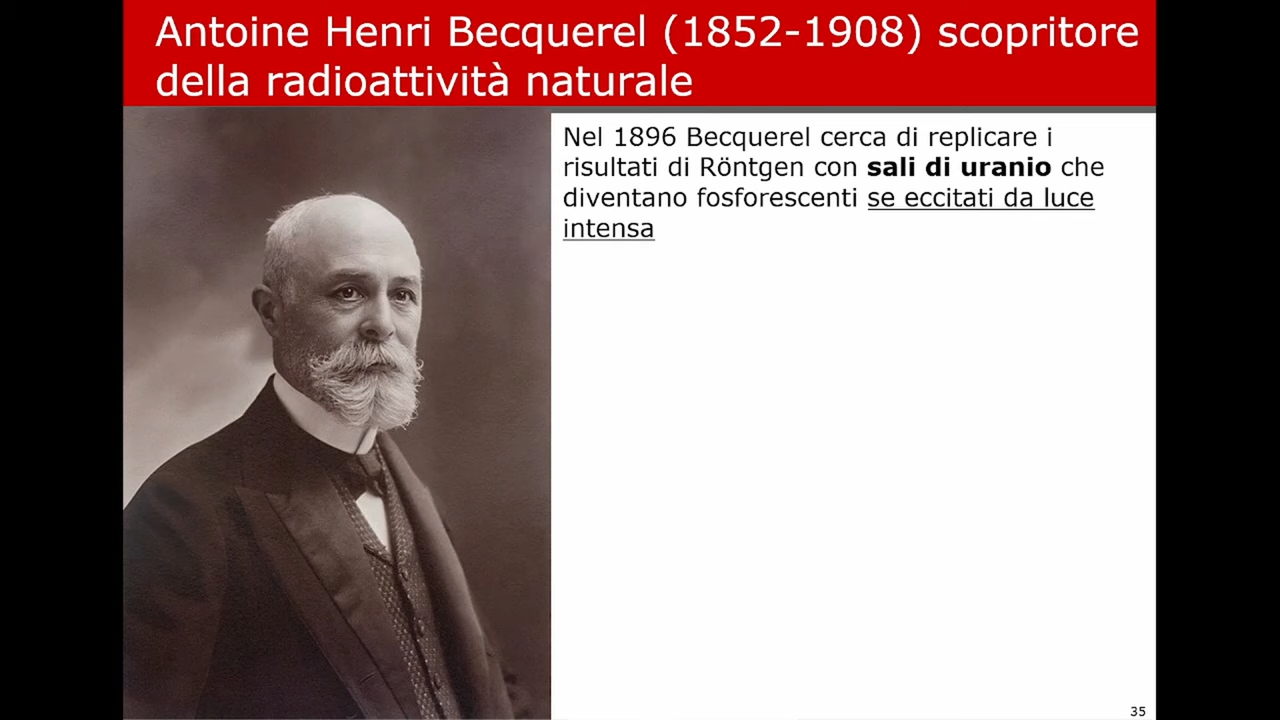 Antoine Henri Becquerel (1852-1908) scopritore
della radioattività naturale
Nel 1896 Becquerel cerca di replicare i
risultati di Röntgen con sali di uranio che
diventano fosforescenti se eccitati da luce
intensa
35